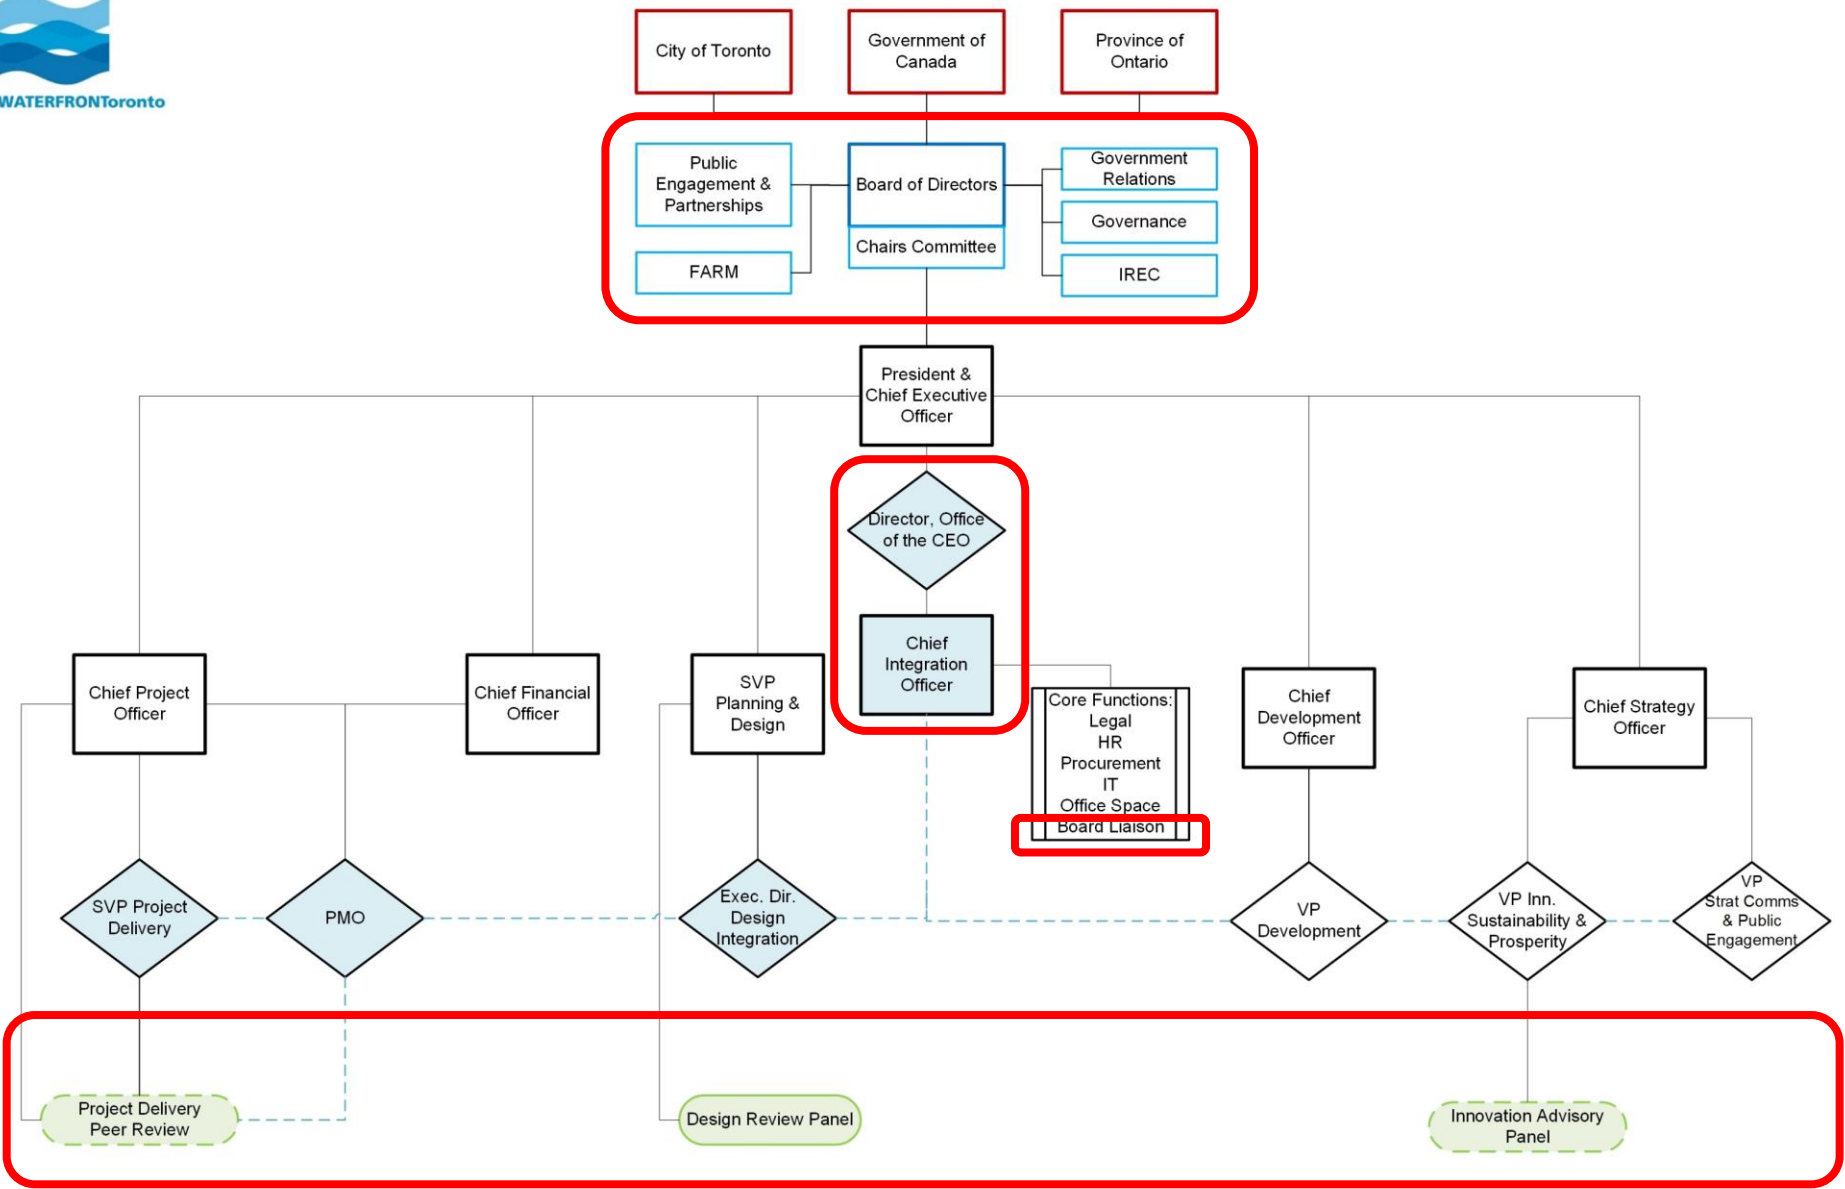 WATERFRONToronto
City of Toronto
Government of
Canada
Province of
Ontario
Public
Engagement &
Partnerships
Board of Directors
Government
Relations
Governance
Chairs Committee
FARM
IREC
President &
Chief Executive
Officer
Director, Office
of the CEO
Chief
Integration
Officer
Chief Project
Officer
Chief Financial
Officer
SVP
Planning &
Design
Core Functions:
Legal
HR
Procurement
IT
Office Space
Board Liaison
Chief
Development
Officer
Chief Strategy
Officer
SVP Project
Delivery
PMO
Exec. Dir.
Design
Integration
VP
Development
VP Inn.
Sustainability &
Prosperity
VP
Strat Comms
& Public
Engagement
Project Delivery
Peer Review
Design Review Panel
Innovation Advisory
Panel